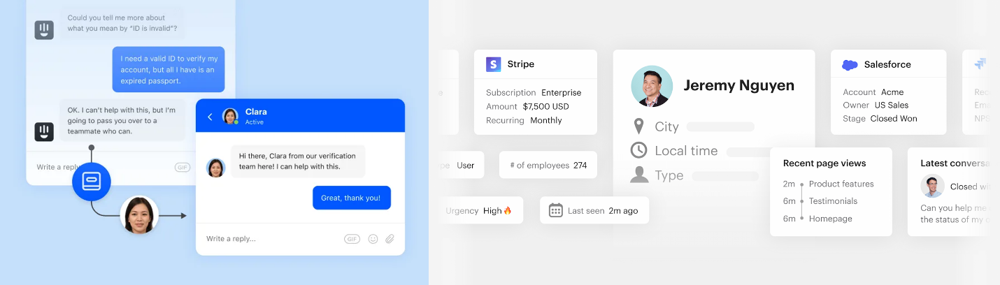 Could you tell me more about
what you mean by “ID is invalid”?
I need a valid ID to verify my
account, but all I have is an
expired passport.
OK. I can’t help with this, but I’m
going to pass you over to a
teammate who can.
Write a reply
GIF
Clara
Active
Hi there, Clara from our verification
team here! I can help with this.
Great, thank you!
Write a reply...
GIF
Stripe
Subscription Enterprise
Amount $7,500 USD
Recurring Monthly
User
# of employees 274
Urgency High
Last seen 2m ago
Jeremy Nguyen
City
Local time
Type
Salesforce
Account Acme
Owner US Sales
Stage Closed Won
NPS
Recent page views
2m Product features
6m Testimonials
6m Homepage
Latest conversa
Closed wi
Can you help me
the status of my